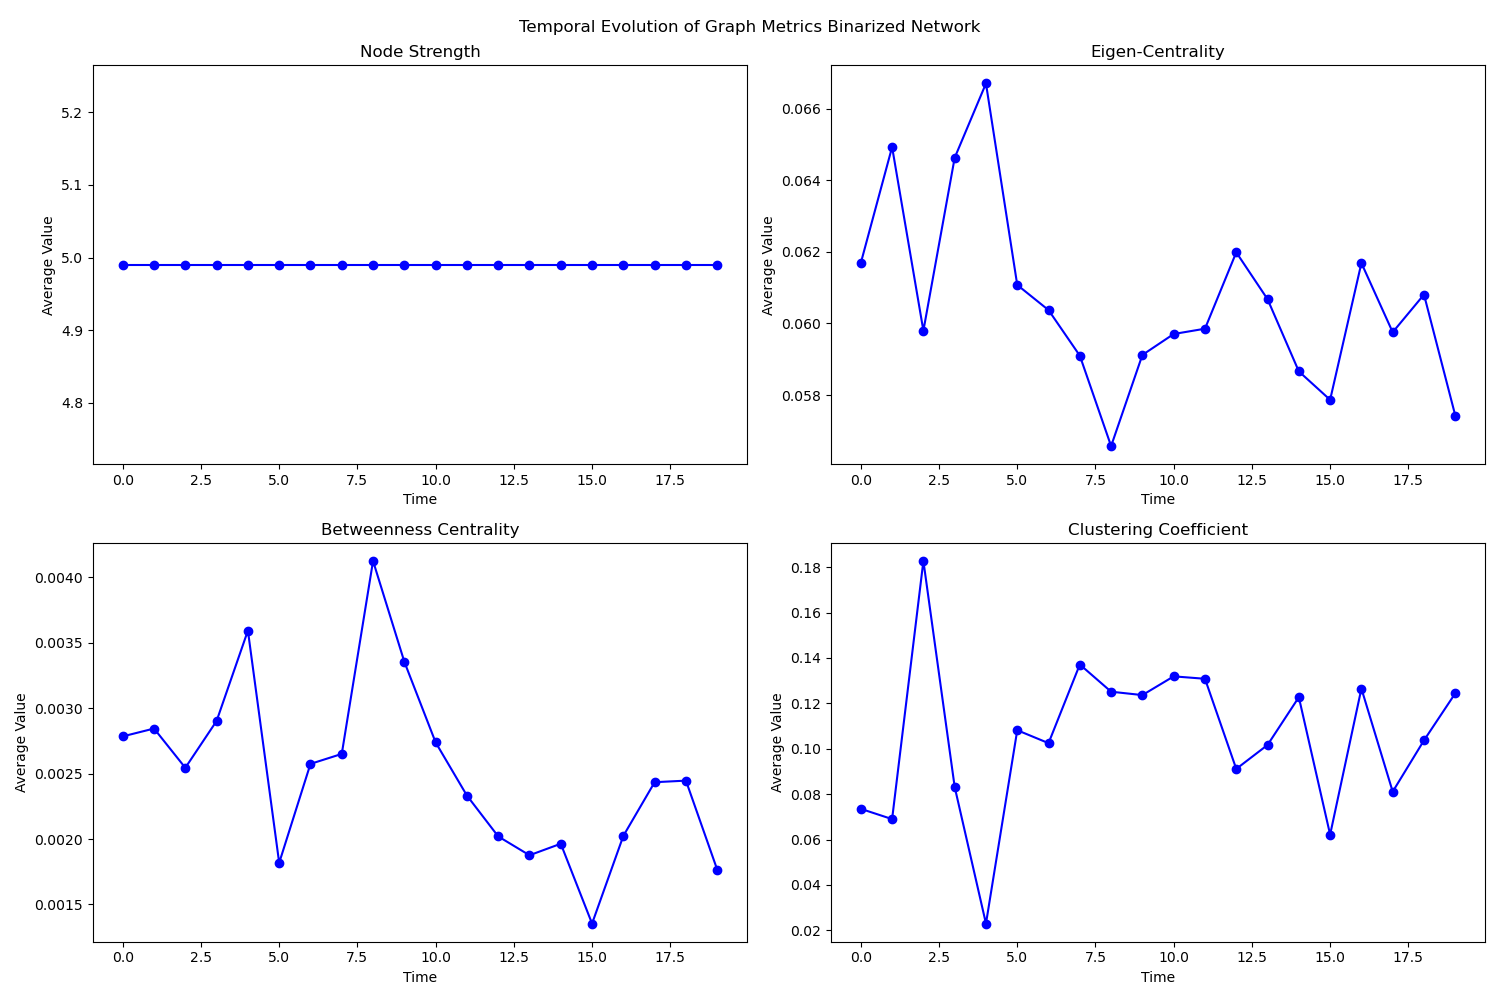 Temporal Evolution of Graph Metrics Binarized Network
Node Strength
5.2
5.1
5.0
4.9
4.8
Average Value
0.0 2.5 5.0 7.5 10.0 12.5 15.0 17.5
Time
Eigen-Centrality
0.066
0.064
0.062
0.060
0.058
Average Value
0.0 2.5 5.0 7.5 10.0 12.5 15.0 17.5
Time
Betweenness Centrality
0.0040
0.0035
0.0030
0.0025
0.0020
0.0015
Average Value
0.0 2.5 5.0 7.5 10.0 12.5 15.0 17.5
Time
Clustering Coefficient
0.18
0.16
0.14
0.12
0.10
0.08
0.06
0.04
0.02
Average Value
0.0 2.5 5.0 7.5 10.0 12.5 15.0 17.5
Time